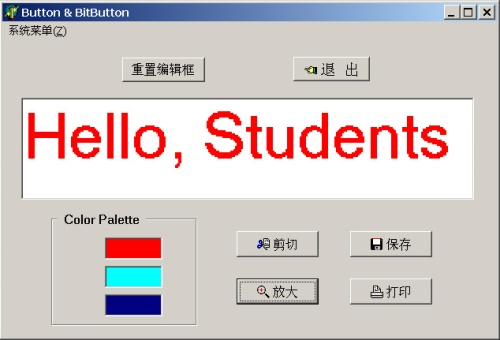 Button & BitButton
系统菜单(Z)
重置编辑框
退 出
Hello, Students
Color Palette
剪切
保存
放大
打印